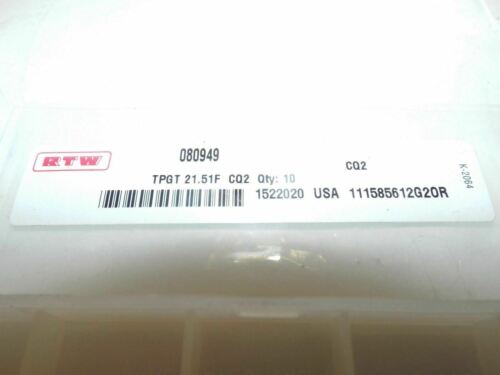 RTW
080949
CQ2
TPGT 21.51F CQ2 Qty: 10
1522020 USA 111585612G2OR
K-2064